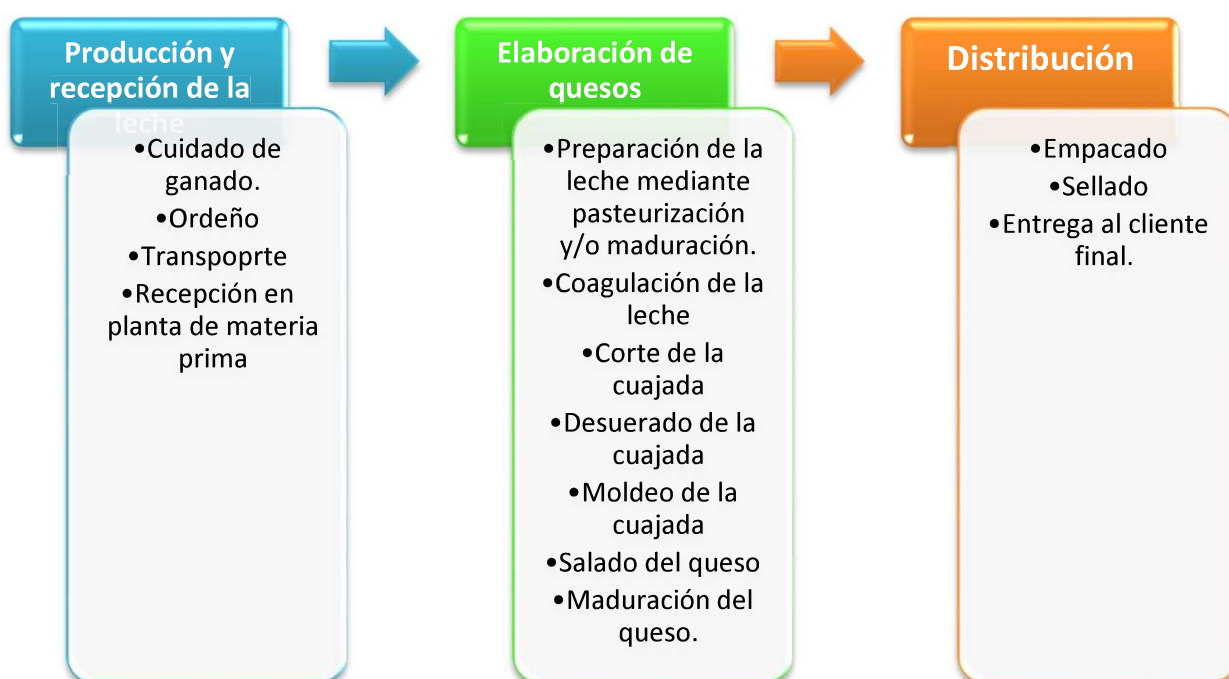 Producción y
recepción de la
leche
•Cuidado de
ganado.
•Ordeño
•Transpoprte
•Recepción en
planta de materia
prima
Elaboración de
quesos
•Preparación de la
leche mediante
pasteurización
y/o maduración.
•Coagulación de la
leche
•Corte de la
cuajada
•Desuerado de la
cuajada
•Moldeo de la
cuajada
•Salado del queso
•Maduración del
queso.
Distribución
•Empacado
•Sellado
•Entrega al cliente
final.